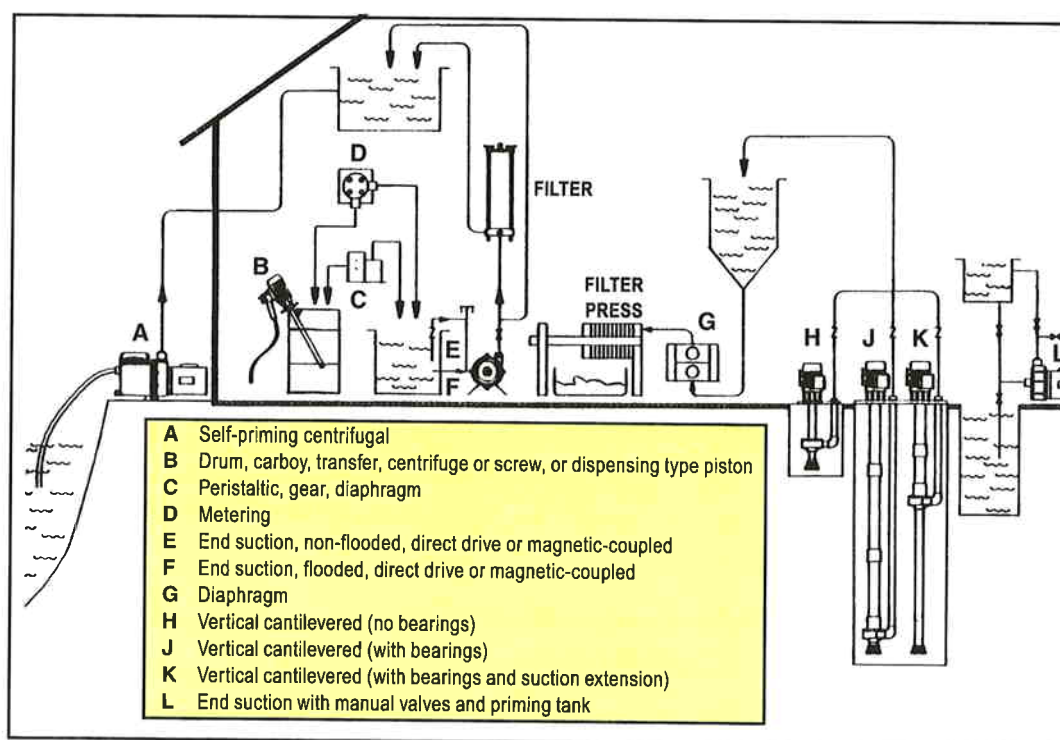 D
FILTER
B
C
FILTER
PRESS
G
A
E
F
H
J
K
L
A Self-priming centrifugal
B Drum, carboy, transfer, centrifuge or screw, or dispensing type piston
C Peristaltic, gear, diaphragm
D Metering
E End suction, non-flooded, direct drive or magnetic-coupled
F End suction, flooded, direct drive or magnetic-coupled
G Diaphragm
H Vertical cantilevered (no bearings)
J Vertical cantilevered (with bearings)
K Vertical cantilevered (with bearings and suction extension)
L End suction with manual valves and priming tank